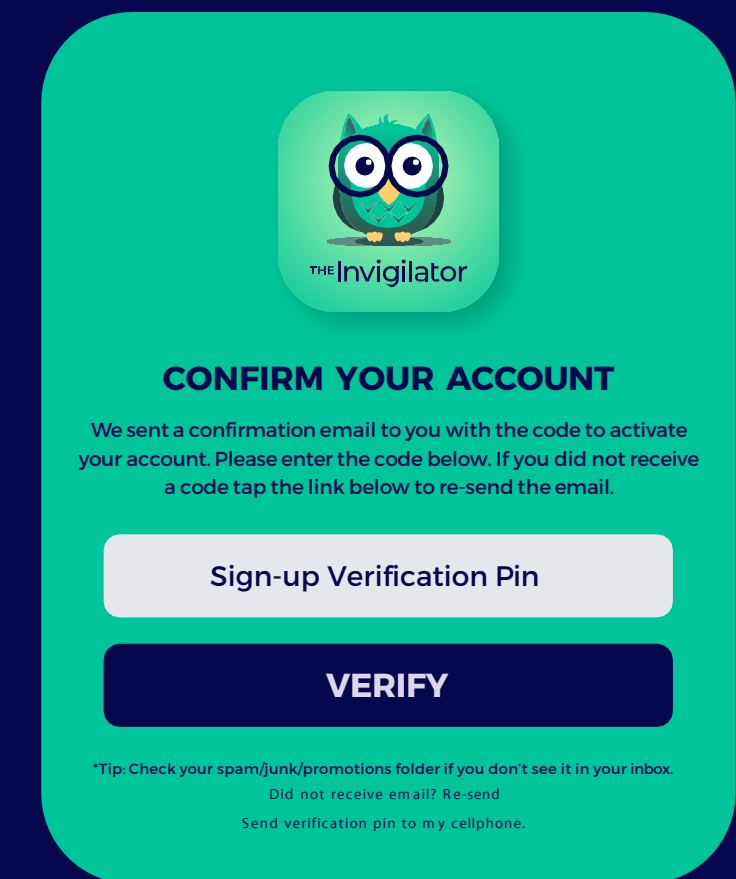 THE Invigilator
CONFIRM YOUR ACCOUNT
We sent a confirmation email to you with the code to activate
your account. Please enter the code below. If you did not receive
a code tap the link below to re-send the email.
Sign-up Verification Pin
VERIFY
*Tip: Check your spam/junk/promotions folder if you don’t see it in your inbox.
Did not receive email? Re-send
Send verification pin to my cellphone.